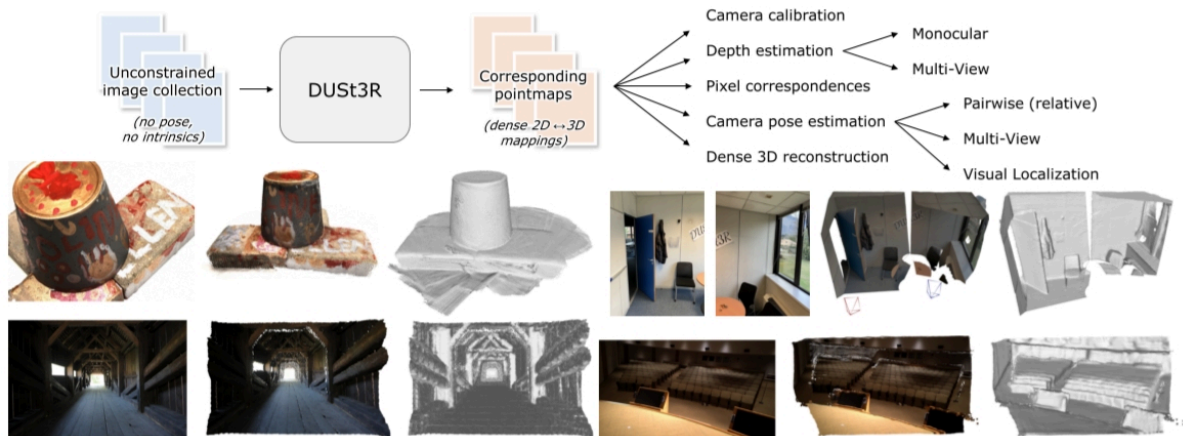 Unconstrained
image collection
(no pose,
no intrinsics)
DUSt3R
Corresponding
pointmaps
(dense 2D ↔ 3D
mappings)
Camera calibration
Depth estimation
Monocular
Multi-View
Pixel correspondences
Camera pose estimation
Pairwise (relative)
Multi-View
Visual Localization
Dense 3D reconstruction
LLEN